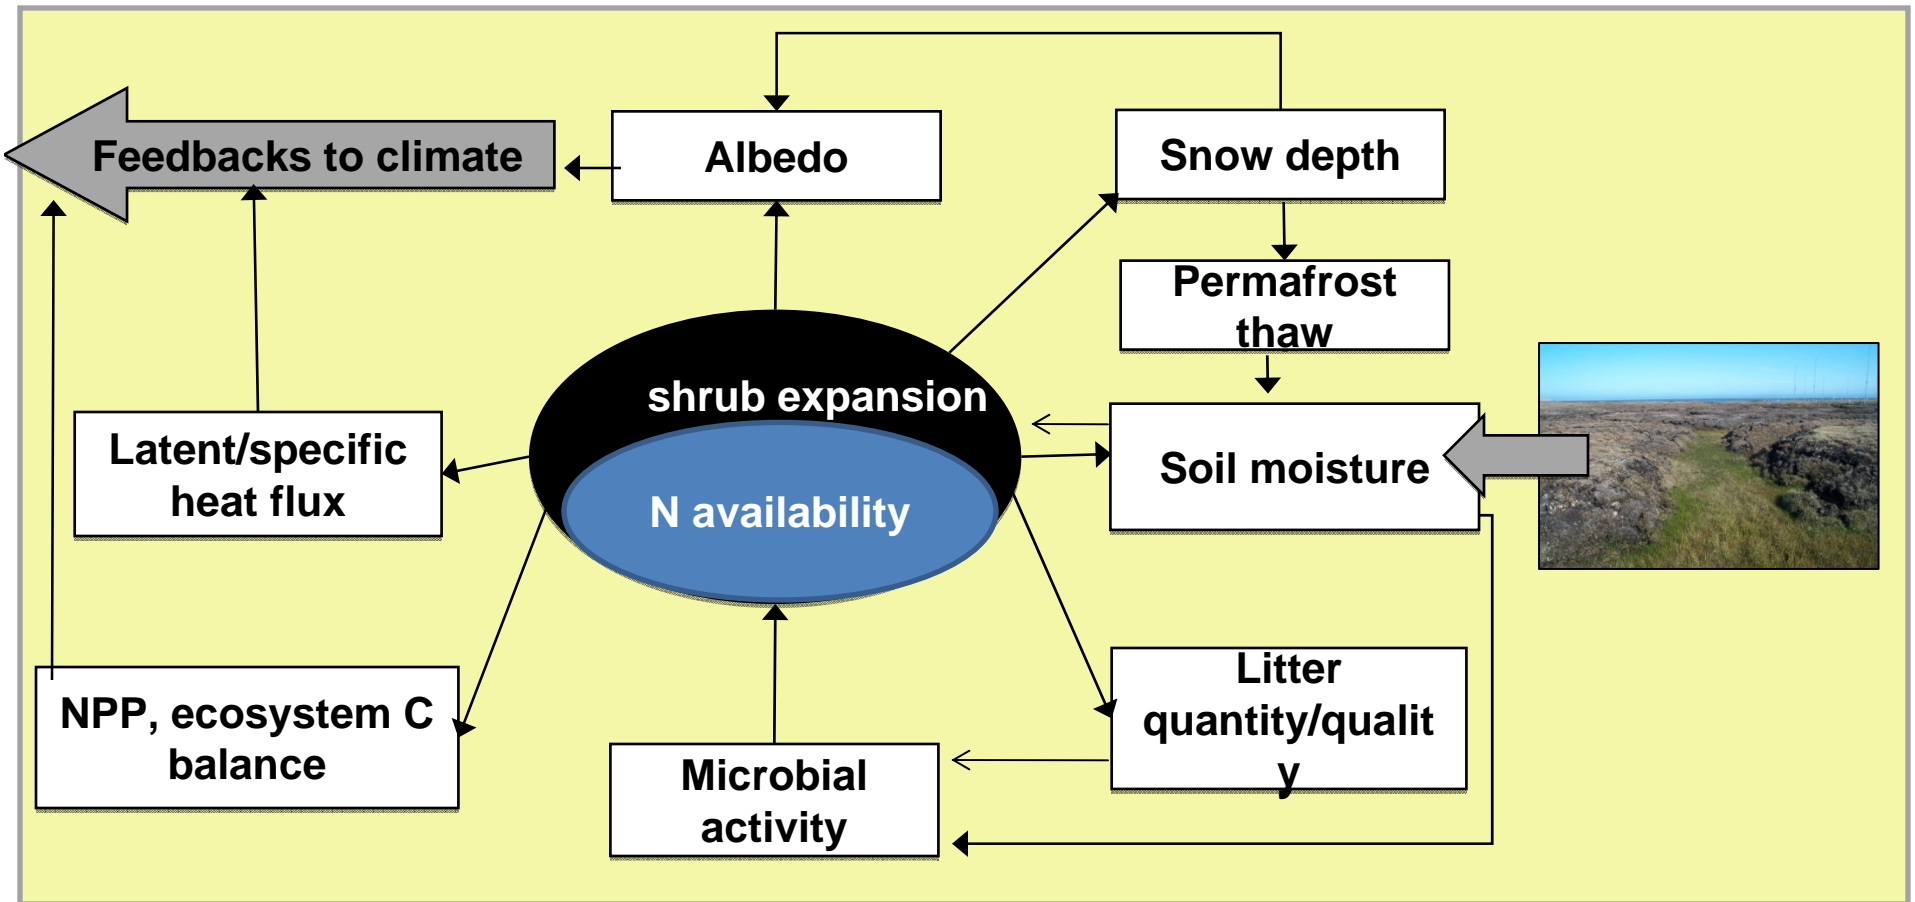 Feedbacks to climate
Albedo
Snow depth
Permafrost
thaw
shrub expansion
Latent/specific
heat flux
Soil moisture
N availability
NPP, ecosystem C
balance
Litter
quantity/qualit
y
Microbial
activity